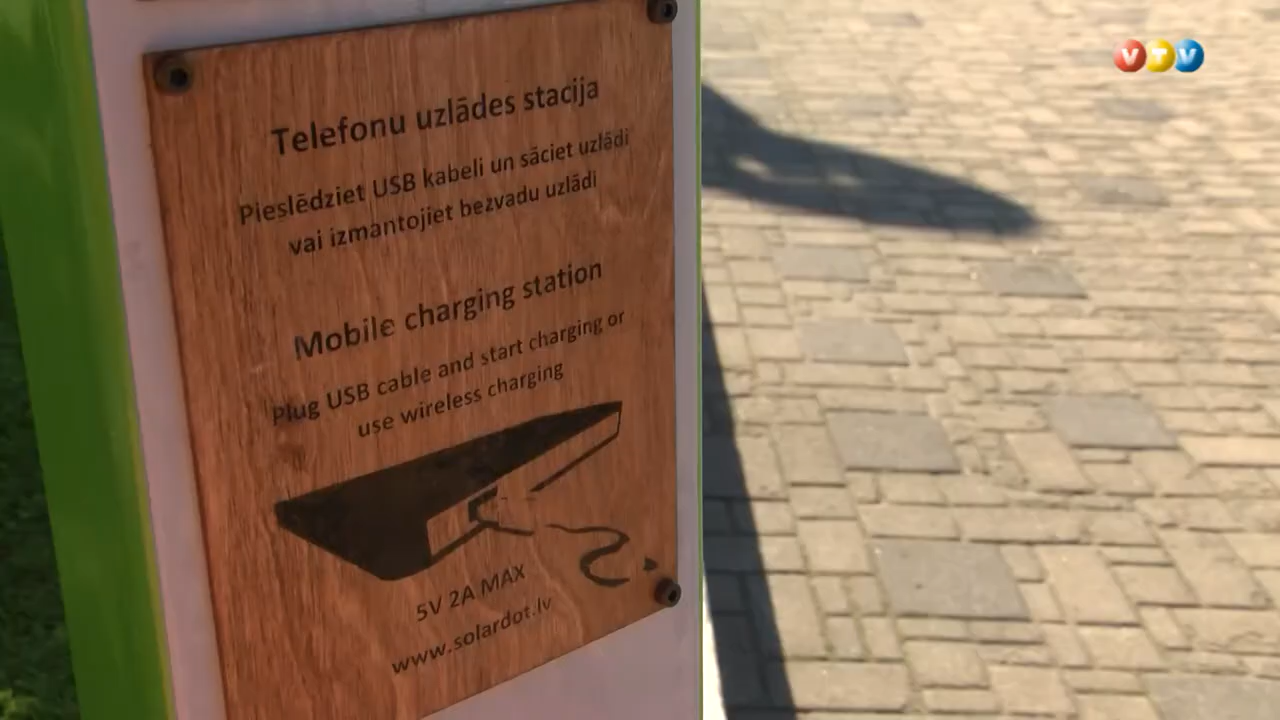 VTV
Telefonu uzlādes stacija
Pieslēdziet USB kabeli un sāciet uzlādi
vai izmantojiet bezvadu uzlādi
Mobile charging station
Plug USB cable and start charging or
use wireless charging
5V 2A MAX
www.solardot.lv